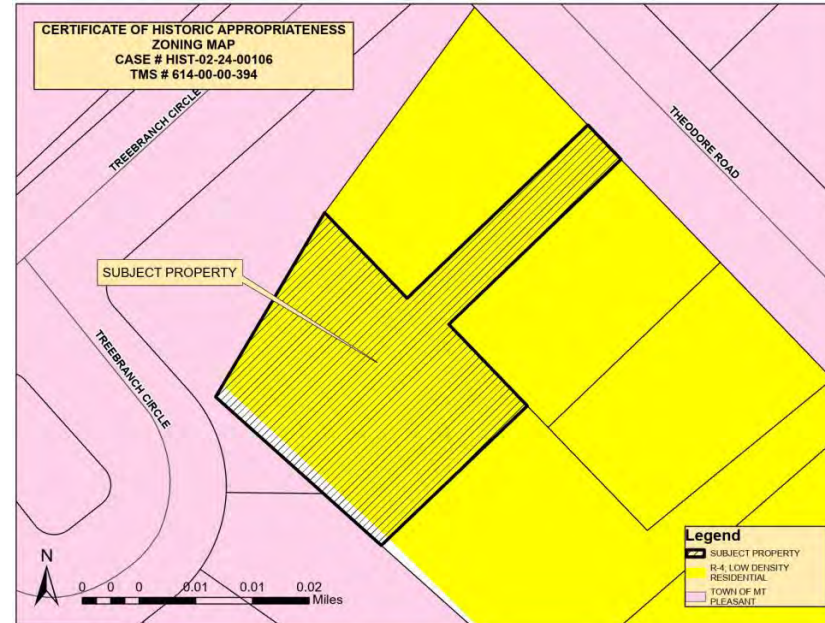 CERTIFICATE OF HISTORIC APPROPRIATENESS
ZONING MAP
CASE # HIST-02-24-00106
TMS # 614-00-00-394
TREEBRANCH CIRCLE
THEODORE ROAD
SUBJECT PROPERTY
TREEBRANCH CIRCLE
N
0 0 0 0.01 0.01 0.02
Miles
Legend
SUBJECT PROPERTY
R-4, LOW DENSITY
RESIDENTIAL
TOWN OF MT
PLEASANT